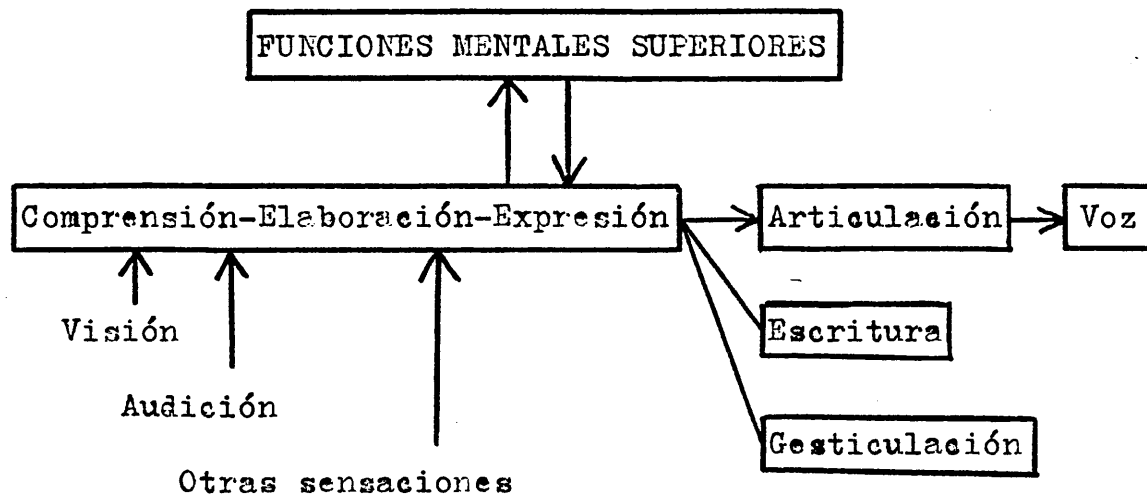 FUNCIONES MENTALES SUPERIORES
Comprensión-Elaboración-Expresión
Articulación
Voz
Visión
Escritura
Audición
Gesticulación
Otras sensaciones